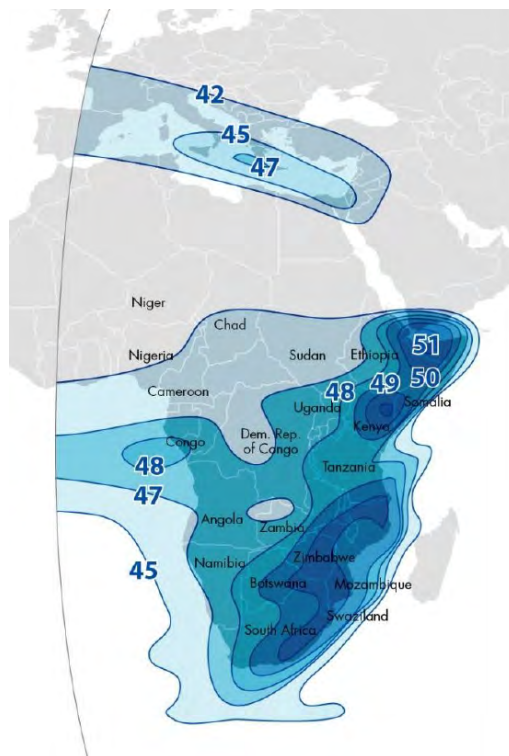 42
45
47
Niger
Chad
Nigeria
Sudan
Ethiopia
51
50
Cameroon
48
49
Somalia
Uganda
Kenya
Congo
Dem. Rep.
of Congo
48
Tanzania
47
Angola
Zambia
45
Namibia
Zimbabwe
Botswana
Mozambique
Swaziland
South Africa